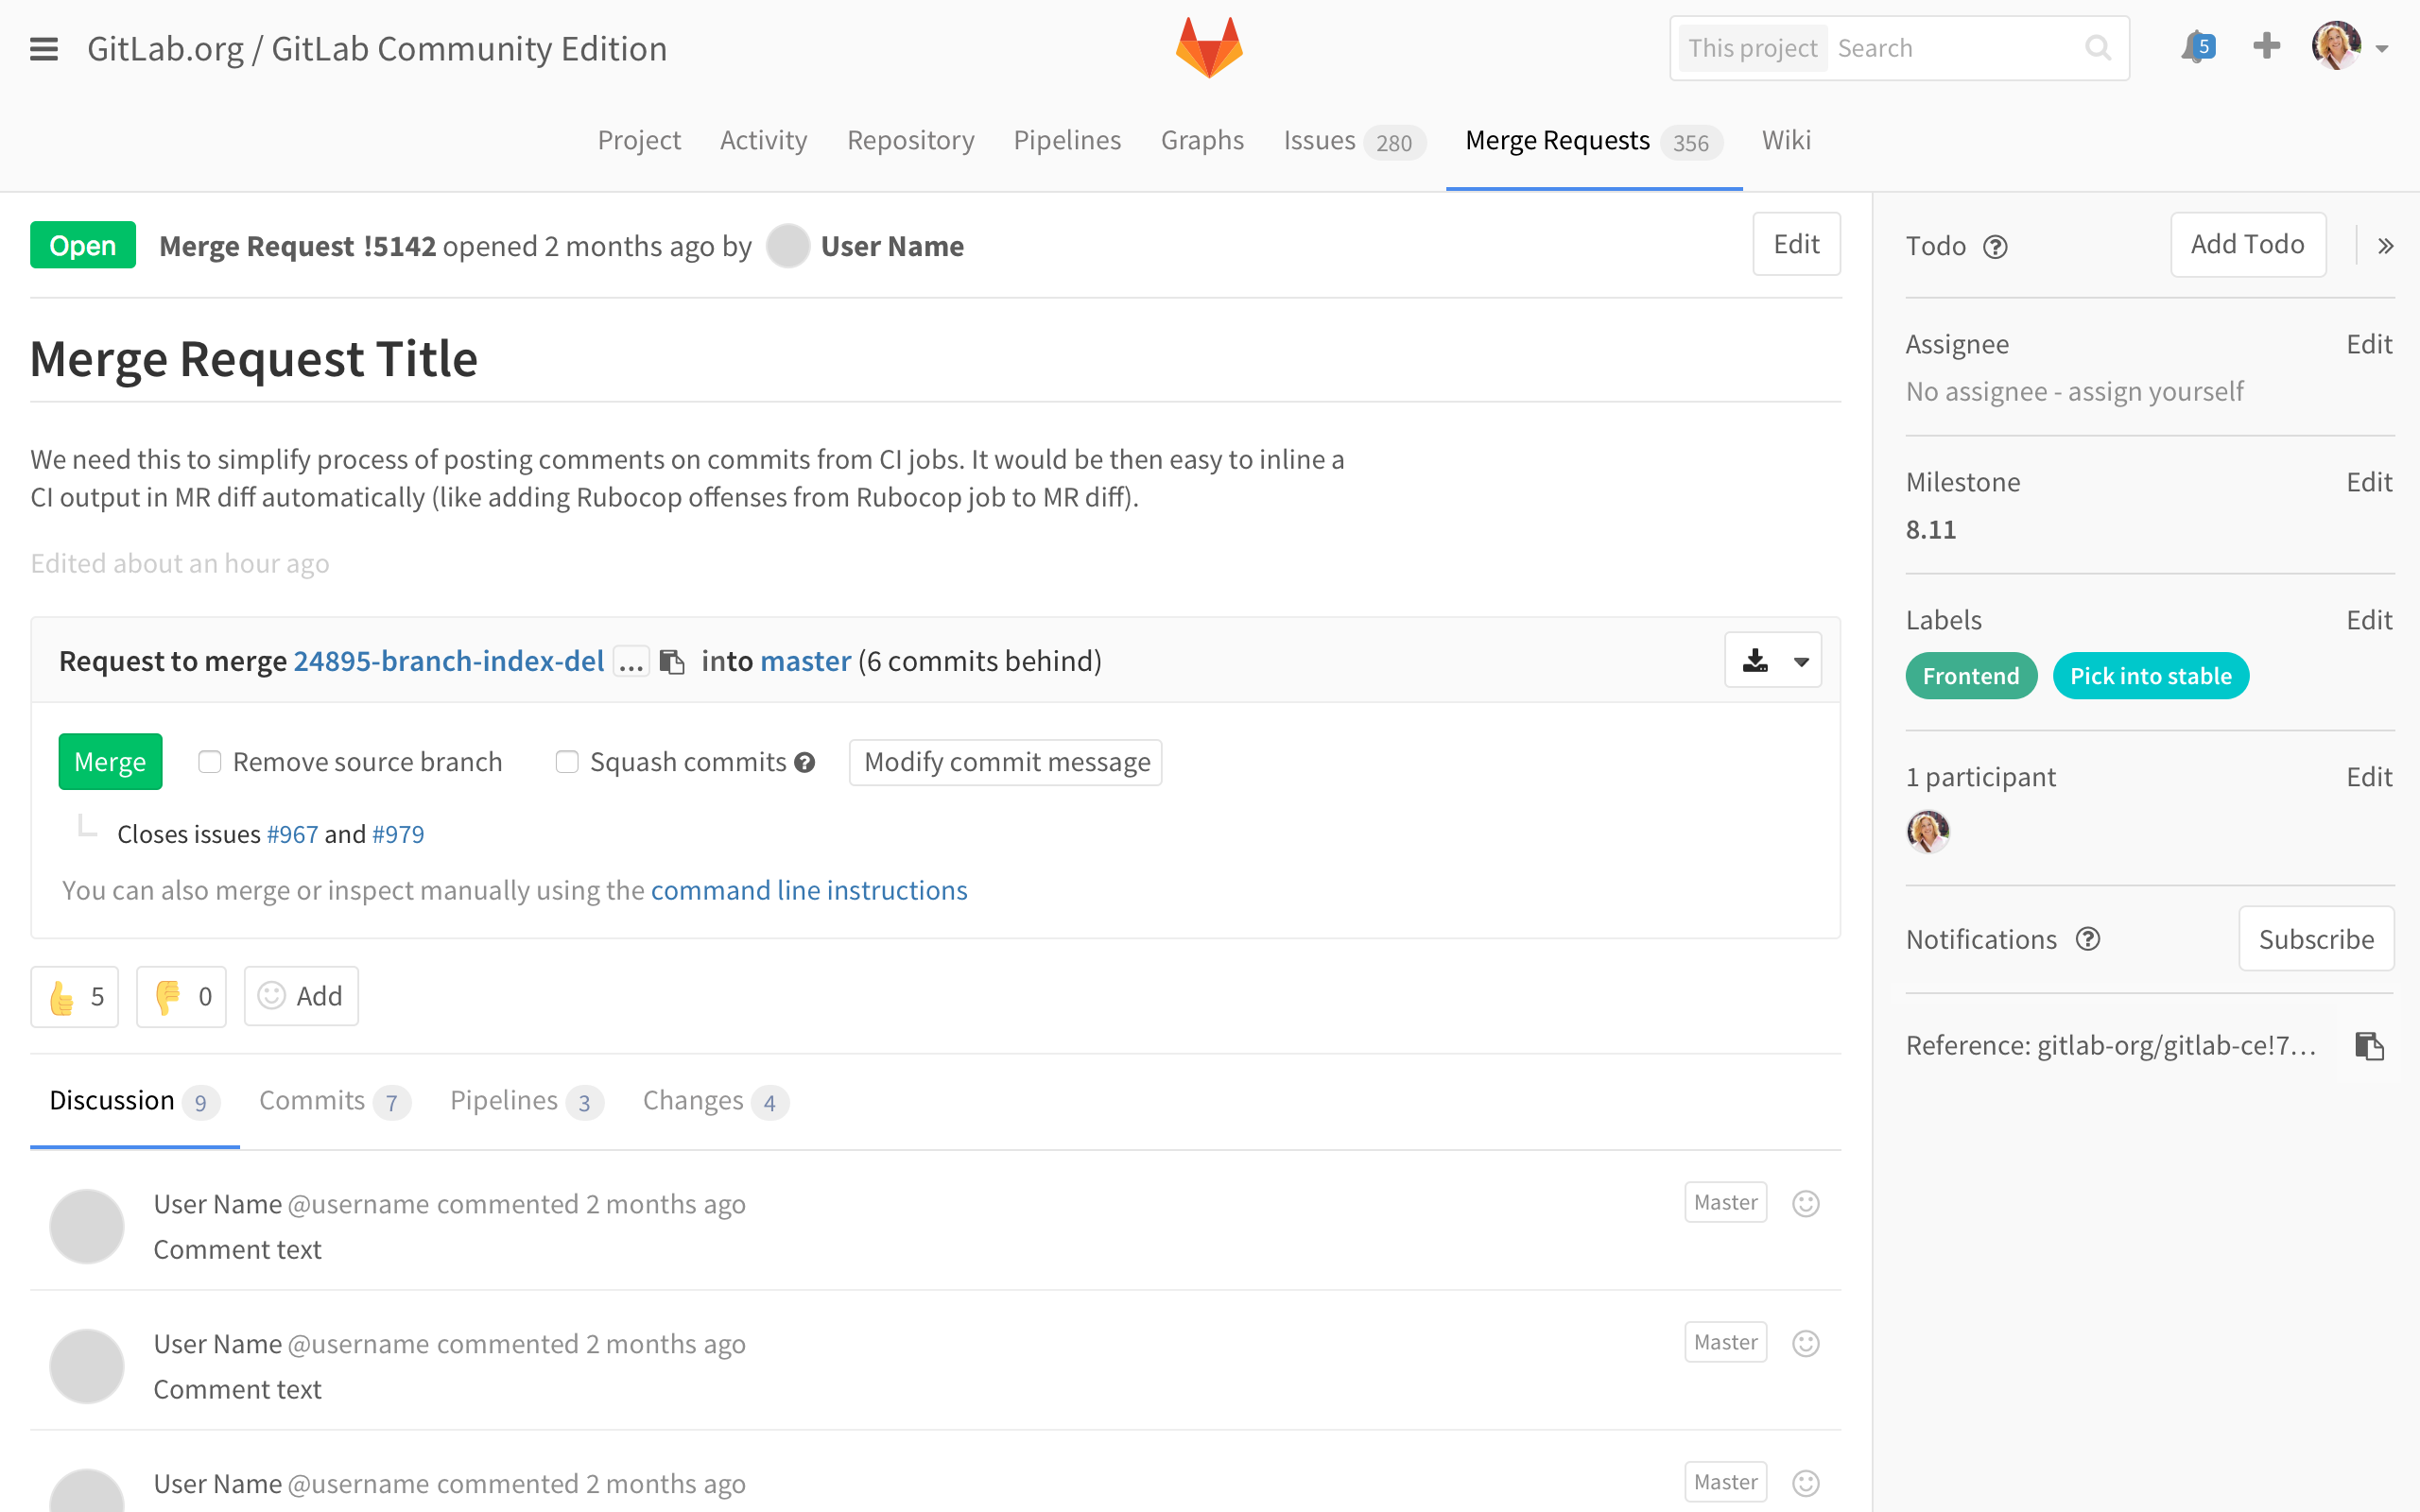 GitLab.org / GitLab Community Edition
This project Search
5
Project Activity Repository Pipelines Graphs Issues 280 Merge Requests 356 Wiki
Open Merge Request !5142 opened 2 months ago by User Name Edit
Merge Request Title
We need this to simplify process of posting comments on commits from CI jobs. It would be then easy to inline a
CI output in MR diff automatically (like adding Rubocop offenses from Rubocop job to MR diff).
Edited about an hour ago
Request to merge 24895-branch-index-del ... into master (6 commits behind)
Merge Remove source branch Squash commits Modify commit message
Closes issues #967 and #979
You can also merge or inspect manually using the command line instructions
5 0 Add
Discussion 9 Commits 7 Pipelines 3 Changes 4
User Name @username commented 2 months ago Master
Comment text
User Name @username commented 2 months ago Master
Comment text
User Name @username commented 2 months ago Master
Todo Add Todo
Assignee Edit
No assignee - assign yourself
Milestone Edit
8.11
Labels Edit
Frontend Pick into stable
1 participant Edit
Notifications Subscribe
Reference: gitlab-org/gitlab-ce!7...